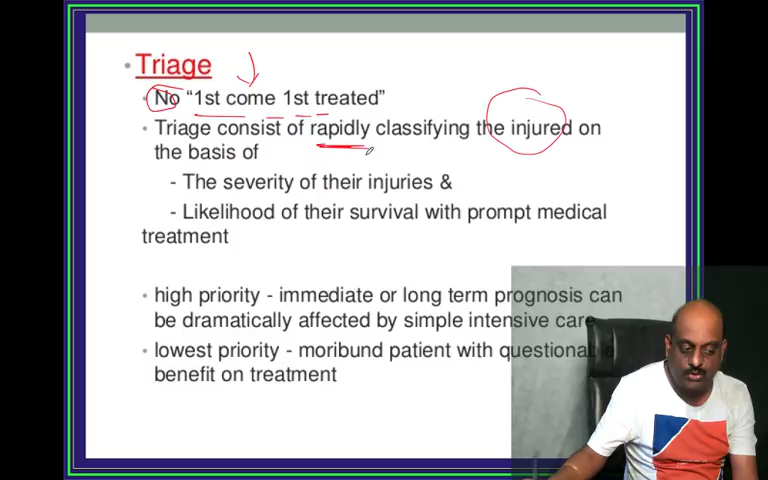 • Triage
• No “1st come 1st treated”
• Triage consist of rapidly classifying the injured on
the basis of
- The severity of their injuries &
- Likelihood of their survival with prompt medical
treatment
• high priority - immediate or long term prognosis can
be dramatically affected by simple intensive care
• lowest priority - moribund patient with questionable
benefit on treatment